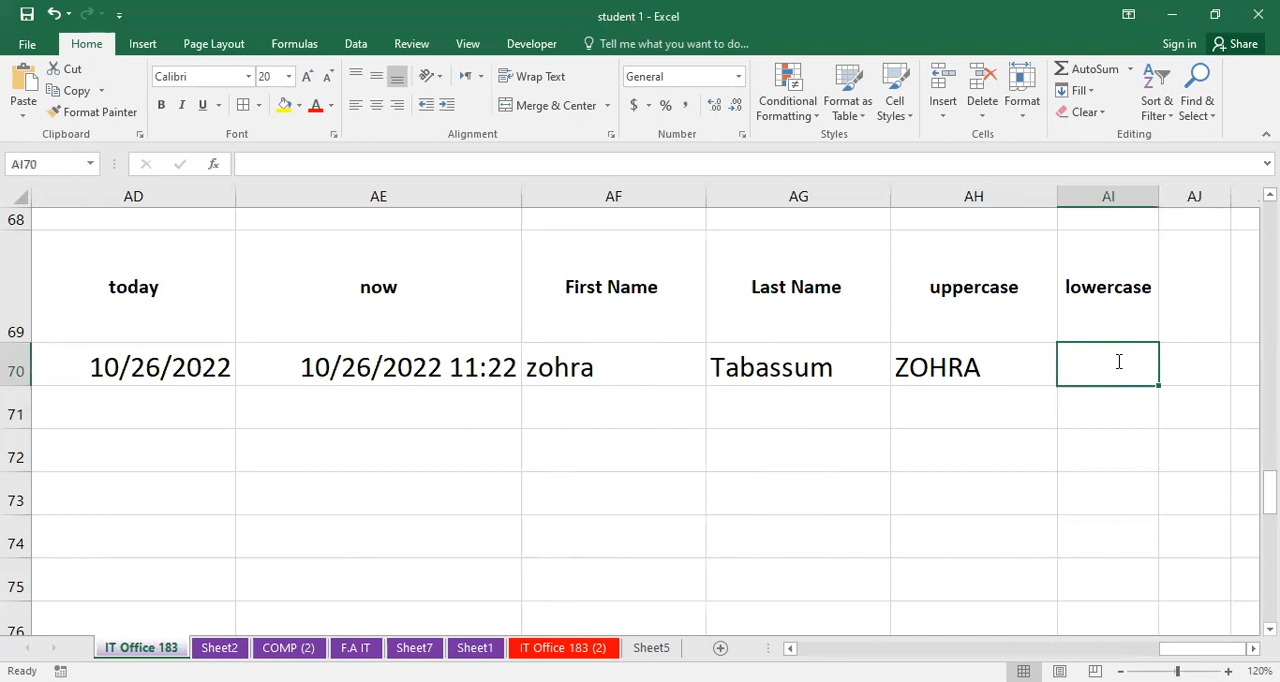 student 1 - Excel
File Home Insert Page Layout Formulas Data Review View Developer Tell me what you want to do... Sign in Share
Cut
Copy
Format Painter
Paste
Clipboard
Calibri 20
B I U A
Font
Wrap Text
Merge & Center
Alignment
General
$ % ,
Number
Conditional Formatting
Format as Table
Cell Styles
Styles
Insert Delete Format
Cells
AutoSum
Fill
Clear
Sort & Filter
Find & Select
Editing
AI70 fx
AD AE AF AG AH AI AJ
68
69 today now First Name Last Name uppercase lowercase
70 10/26/2022 10/26/2022 11:22 zohra Tabassum ZOHRA
71
72
73
74
75
76
IT Office 183 Sheet2 COMP (2) F.A IT Sheet7 Sheet1 IT Office 183 (2) Sheet5
Ready 120%